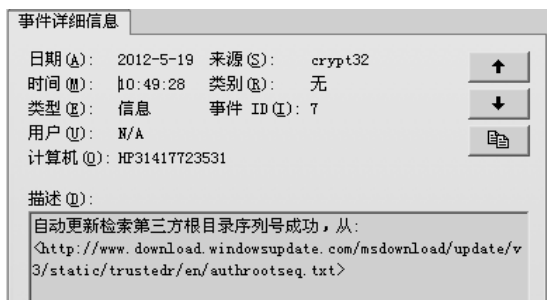 事件详细信息
日期(A): 2012-5-19 来源(S): crypt32
时间(M): 10:49:28 类别(R): 无
类型(E): 信息 事件 ID(I): 7
用户(U): N/A
计算机(O): HP31417723531
描述(D):
自动更新检索第三方根目录序列号成功，从:
<http://www.download.windowsupdate.com/msdownload/update/v
3/static/trustedr/en/authrootseq.txt>